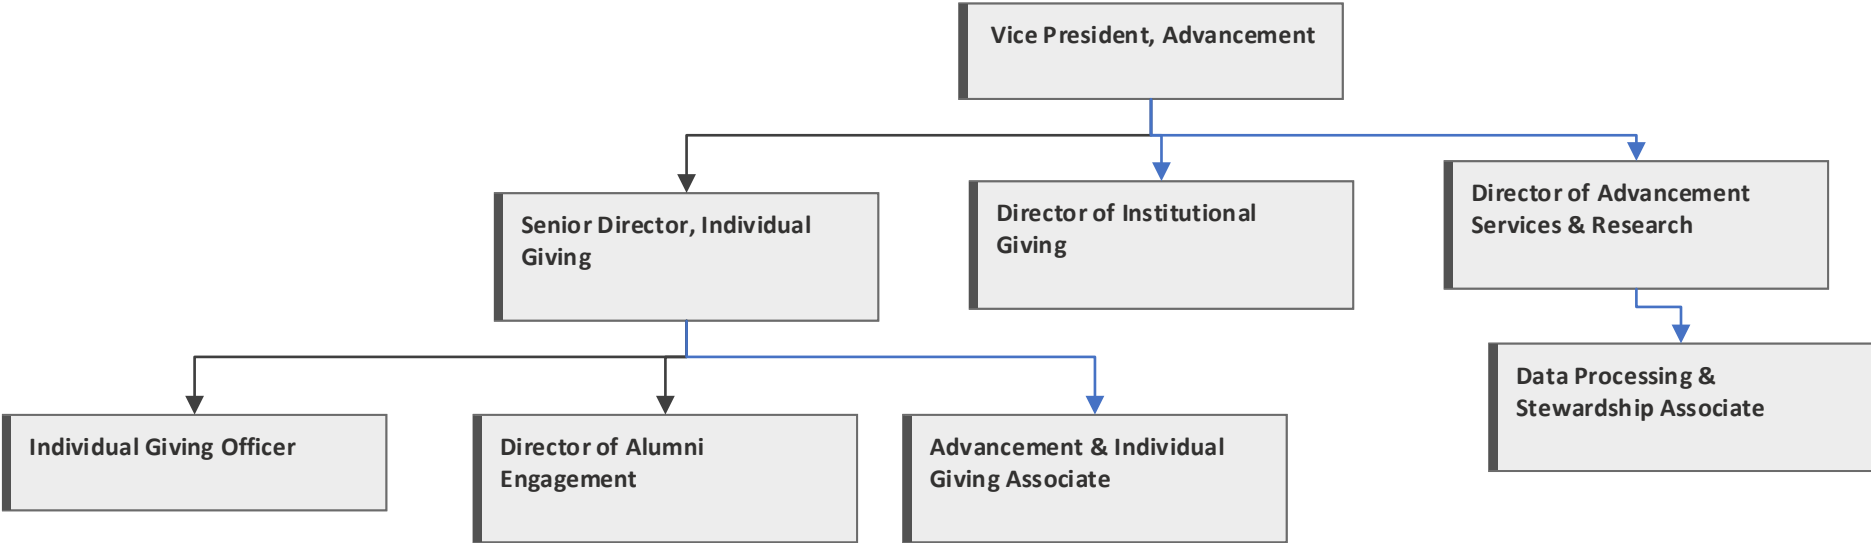 Vice President, Advancement
Senior Director, Individual
Giving
Director of Institutional
Giving
Director of Advancement
Services & Research
Individual Giving Officer
Director of Alumni
Engagement
Advancement & Individual
Giving Associate
Data Processing &
Stewardship Associate